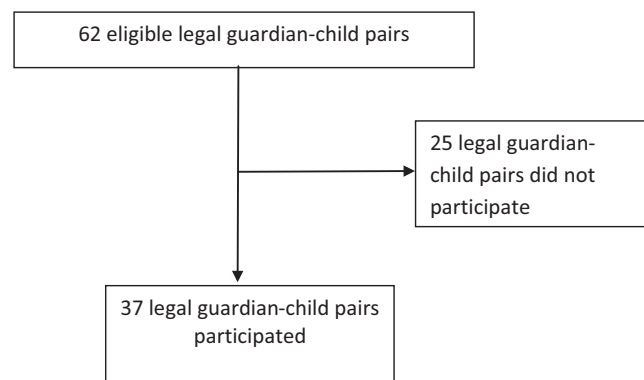 62 eligible legal guardian-child pairs
25 legal guardian-
child pairs did not
participate
37 legal guardian-child pairs
participated